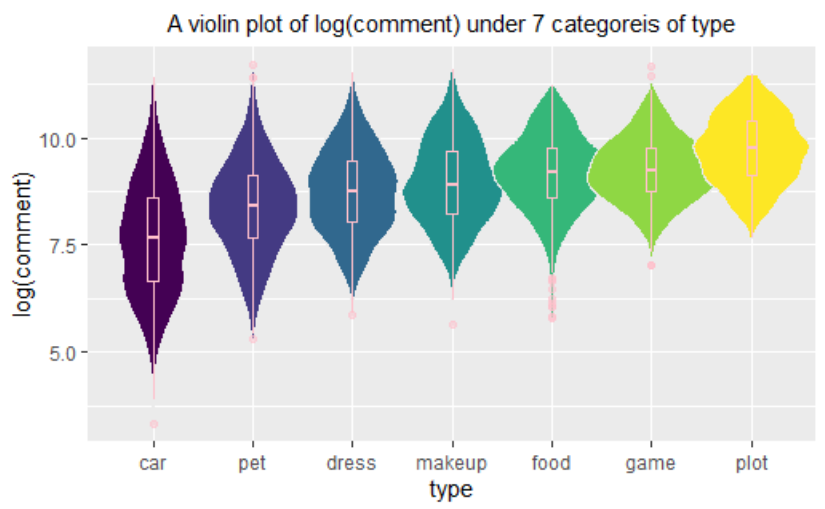 A violin plot of log(comment) under 7 categoreis of type
log(comment)
10.0
7.5
5.0
car pet dress makeup food game plot
type